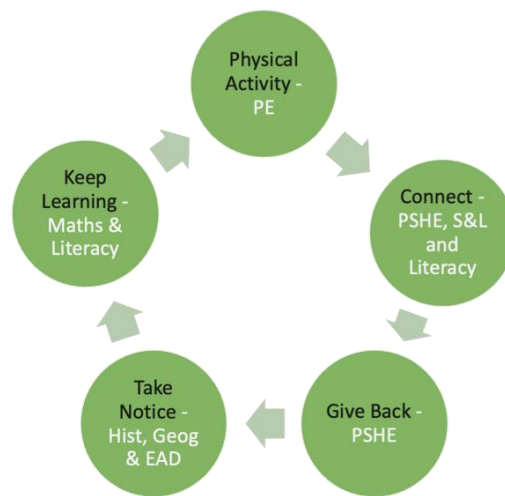 Physical
Activity -
PE
Connect -
PSHE, S&L
and
Literacy
Give Back -
PSHE
Take
Notice -
Hist, Geog
& EAD
Keep
Learning -
Maths &
Literacy